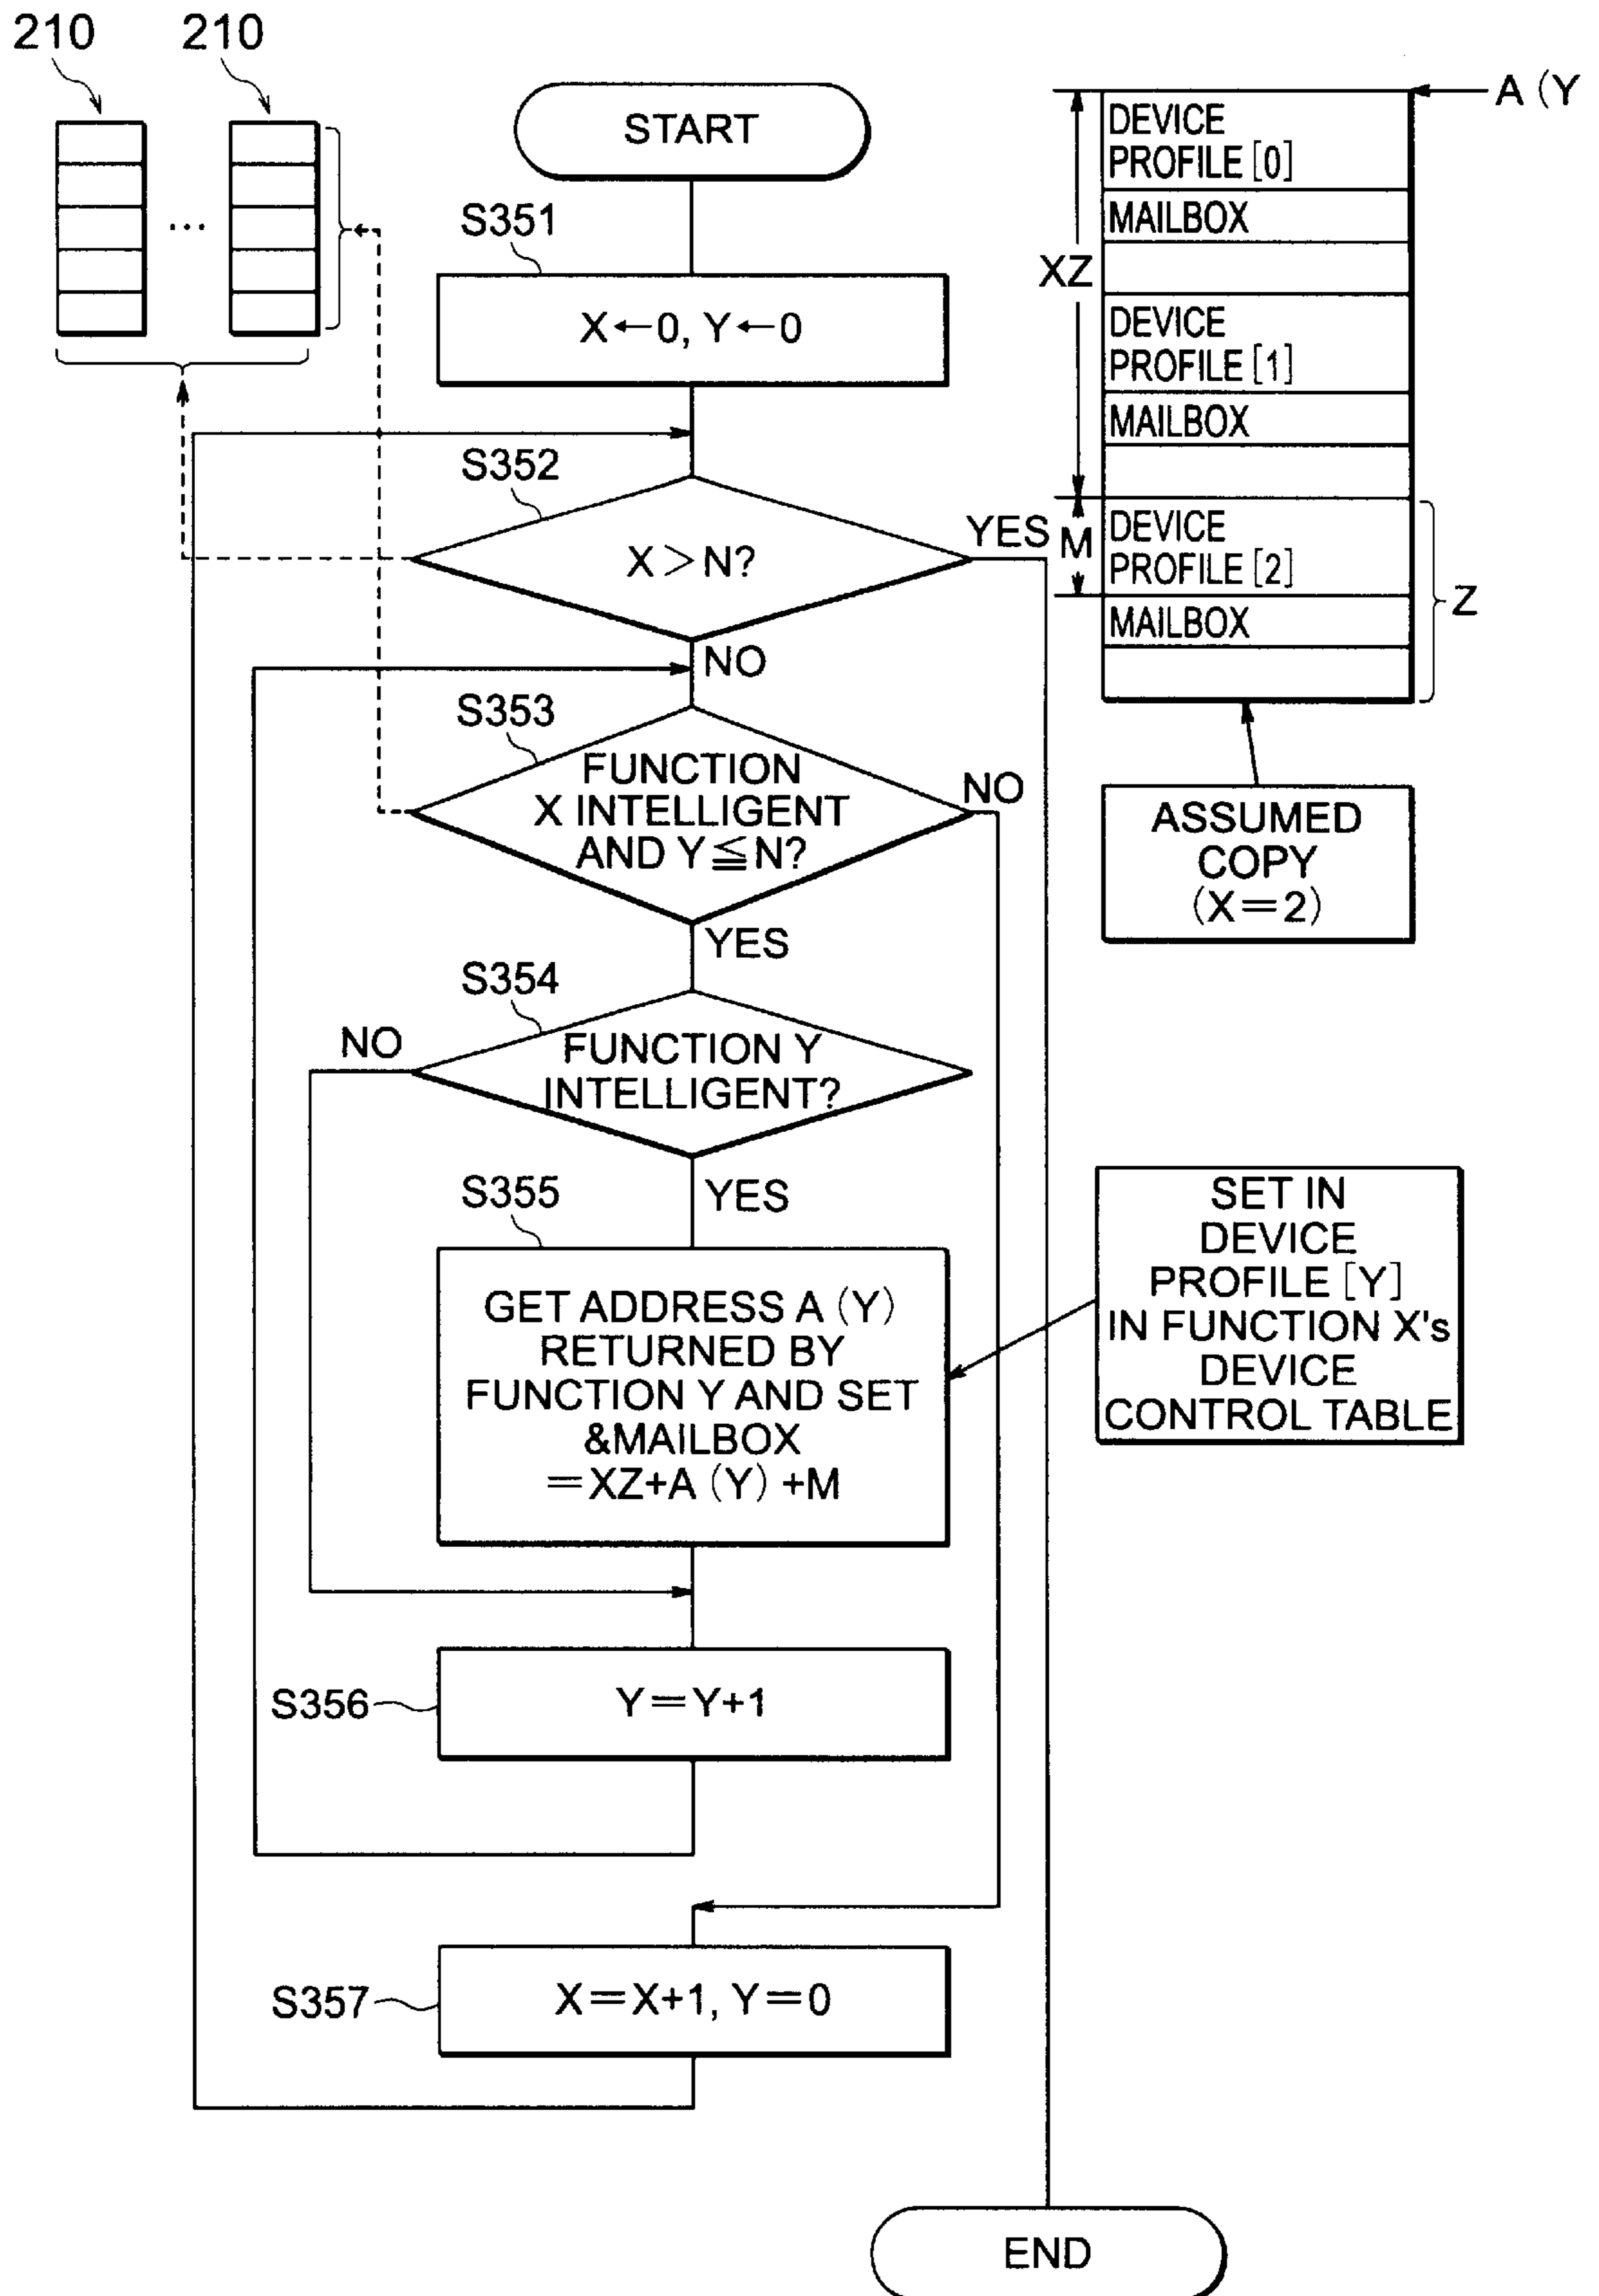 210
210
START
A (Y
DEVICE
PROFILE [0]
MAILBOX
XZ
DEVICE
PROFILE [1]
MAILBOX
M
DEVICE
PROFILE [2]
MAILBOX
Z
ASSUMED
COPY
(X=2)
S351
X←0, Y←0
S352
X>N?
YES
NO
S353
FUNCTION
X INTELLIGENT
AND Y≦N?
NO
YES
S354
FUNCTION Y
INTELLIGENT?
NO
YES
S355
GET ADDRESS A (Y)
RETURNED BY
FUNCTION Y AND SET
&MAILBOX
=XZ+A (Y) +M
SET IN
DEVICE
PROFILE [Y]
IN FUNCTION X's
DEVICE
CONTROL TABLE
S356
Y=Y+1
S357
X=X+1, Y=0
END